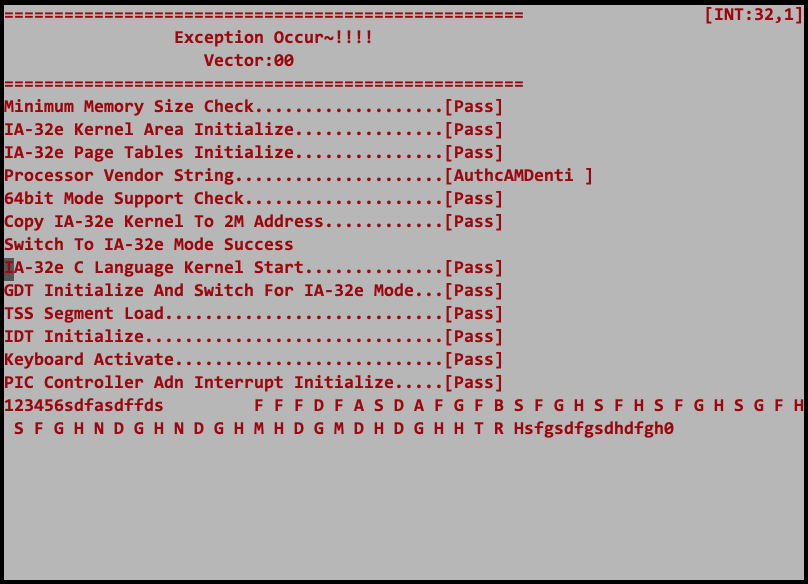 ==================================================== [INT:32,1]
Exception Occur~!!!!
Vector:00
====================================================
Minimum Memory Size Check...................[Pass]
IA-32e Kernel Area Initialize...............[Pass]
IA-32e Page Tables Initialize...............[Pass]
Processor Vendor String.....................[AuthcAMDenti ]
64bit Mode Support Check....................[Pass]
Copy IA-32e Kernel To 2M Address............[Pass]
Switch To IA-32e Mode Success
IA-32e C Language Kernel Start..............[Pass]
GDT Initialize And Switch For IA-32e Mode...[Pass]
TSS Segment Load............................[Pass]
IDT Initialize..............................[Pass]
Keyboard Activate...........................[Pass]
PIC Controller Adn Interrupt Initialize.....[Pass]
123456sdfasdffds         F F F D F A S D A F G F B S F G H S F H S F G H S G F H
S F G H N D G H N D G H M H D G M D H D G H H T R Hsfgsdfgsdhdfgh0